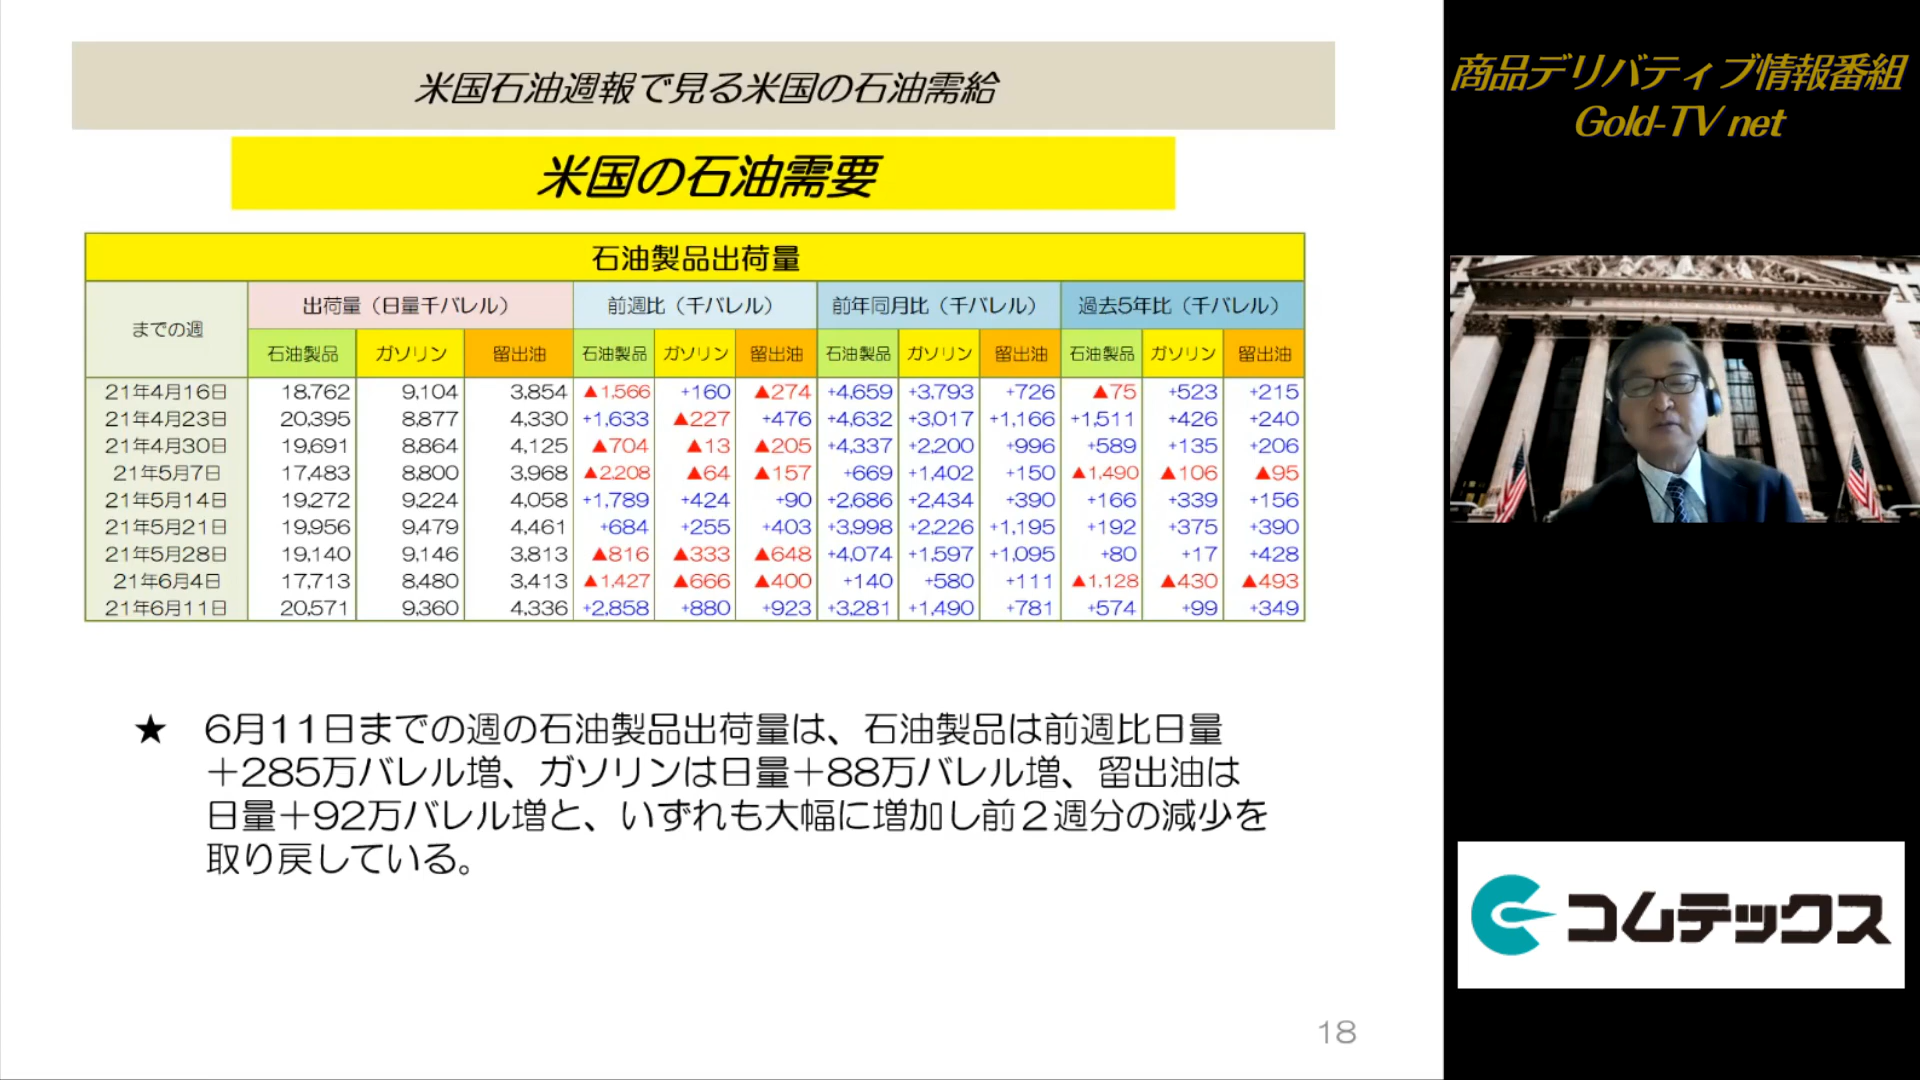 米国石油週報で見る米国の石油需給
米国の石油需要
石油製品出荷量
までの週 出荷量（日量千バレル） 前週比（千バレル） 前年同月比（千バレル） 過去5年比（千バレル）
石油製品 ガソリン 留出油 石油製品 ガソリン 留出油 石油製品 ガソリン 留出油 石油製品 ガソリン 留出油
21年4月16日 18,762 9,104 3,854 ▲1,566 +160 ▲274 +4,659 +3,793 +726 ▲75 +523 +215
21年4月23日 20,395 8,877 4,330 +1,633 ▲227 +476 +4,632 +3,017 +1,166 +1,511 +426 +240
21年4月30日 19,691 8,864 4,125 ▲704 ▲13 ▲205 +4,337 +2,200 +996 +589 +135 +206
21年5月7日 17,483 8,800 3,968 ▲2,208 ▲64 ▲157 +669 +1,402 +150 ▲1,490 ▲106 ▲95
21年5月14日 19,272 9,224 4,058 +1,789 +424 +90 +2,686 +2,434 +390 +166 +339 +156
21年5月21日 19,956 9,479 4,461 +684 +255 +403 +3,998 +2,226 +1,195 +192 +375 +390
21年5月28日 19,140 9,146 3,813 ▲816 ▲333 ▲648 +4,074 +1,597 +1,095 +80 +17 +428
21年6月4日 17,713 8,480 3,413 ▲1,427 ▲666 ▲400 +140 +580 +111 ▲1,128 ▲430 ▲493
21年6月11日 20,571 9,360 4,336 +2,858 +880 +923 +3,281 +1,490 +781 +574 +99 +349
★ 6月11日までの週の石油製品出荷量は、石油製品は前週比日量
＋285万バレル増、ガソリンは日量＋88万バレル増、留出油は
日量＋92万バレル増と、いずれも大幅に増加し前２週分の減少を
取り戻している。
18
商品デリバティブ情報番組
Gold-TV net
コムテックス